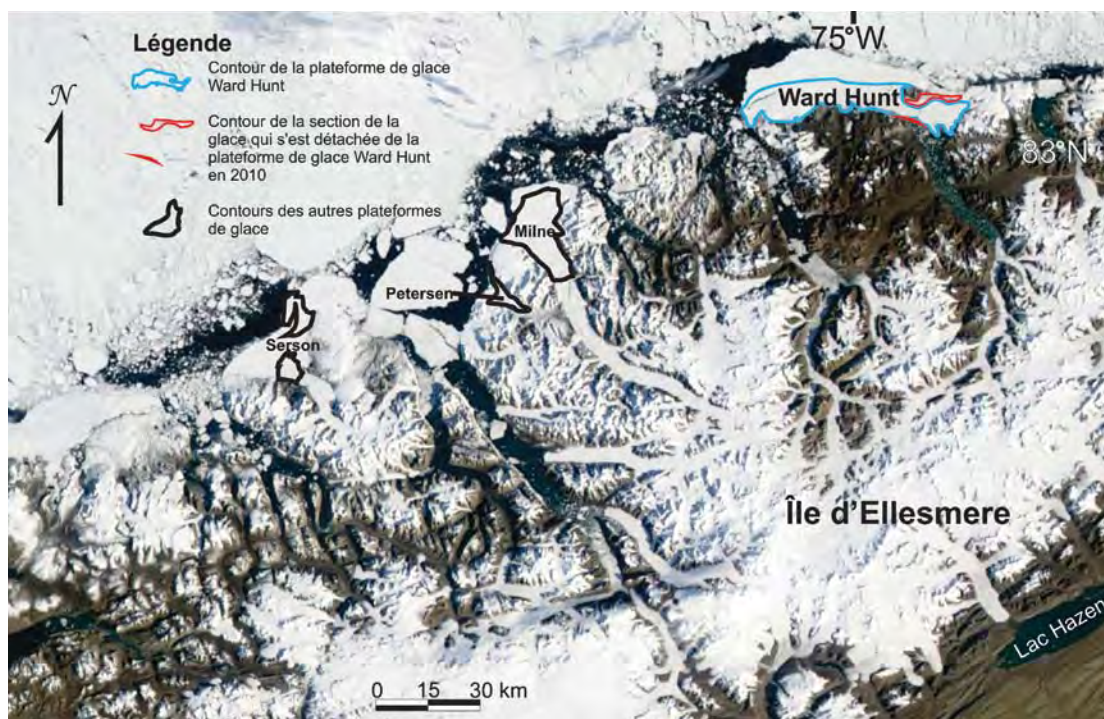 Légende
Contour de la plateforme de glace
Ward Hunt
Contour de la section de la
glace qui s'est détachée de la
plateforme de glace Ward Hunt
en 2010
Contours des autres plateformes
de glace
N
75°W
Ward Hunt
83°N
Milne
Petersen
Serson
Île d'Ellesmere
Lac Hazen
0 15 30 km